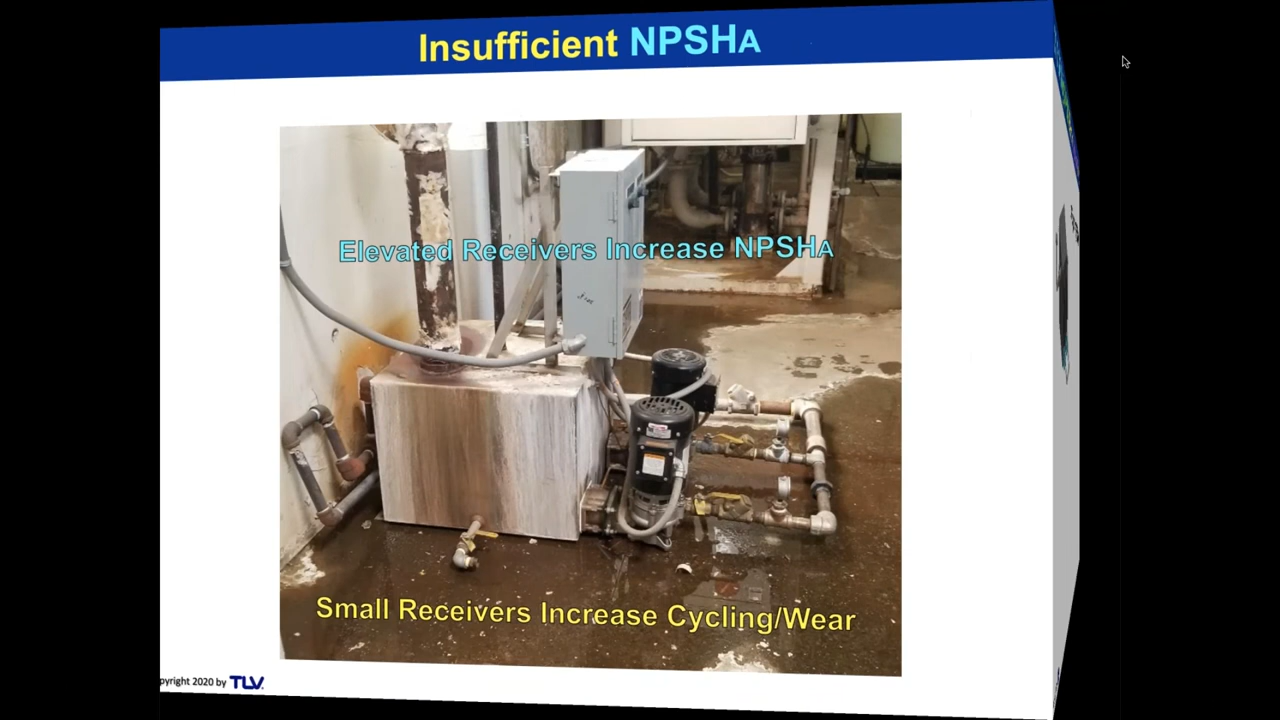 Insufficient NPSHA
Elevated Receivers Increase NPSHA
Small Receivers Increase Cycling/Wear
pyright 2020 by TLV.